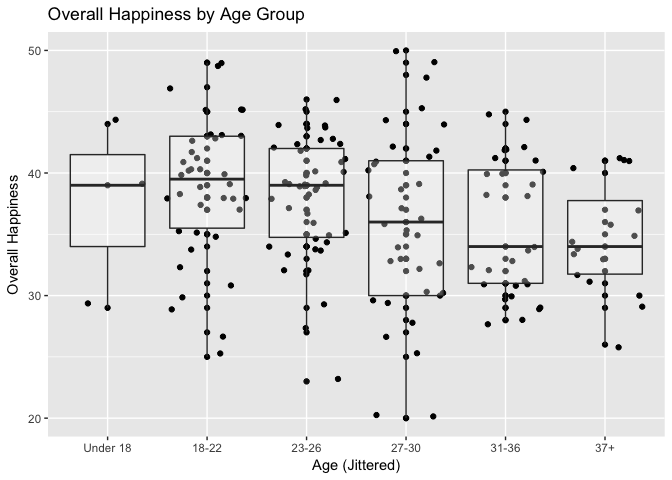 Overall Happiness by Age Group
50
40
30
20
Overall Happiness
Under 18
18-22
23-26
27-30
31-36
37+
Age (Jittered)